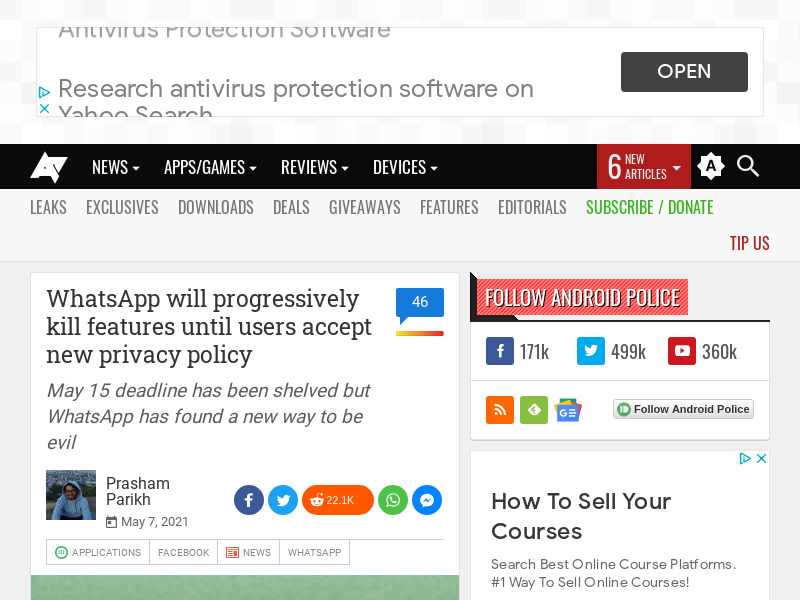 Antivirus Protection Software
Research antivirus protection software on
Yahoo Search
OPEN
NEWS
APPS/GAMES
REVIEWS
DEVICES
6 NEW ARTICLES
A
LEAKS
EXCLUSIVES
DOWNLOADS
DEALS
GIVEAWAYS
FEATURES
EDITORIALS
SUBSCRIBE / DONATE
TIP US
WhatsApp will progressively
kill features until users accept
new privacy policy
46
May 15 deadline has been shelved but
WhatsApp has found a new way to be
evil
Prasham
Parikh
May 7, 2021
22.1K
APPLICATIONS
FACEBOOK
NEWS
WHATSAPP
FOLLOW ANDROID POLICE
171k
499k
360k
Follow Android Police
How To Sell Your
Courses
Search Best Online Course Platforms.
#1 Way To Sell Online Courses!